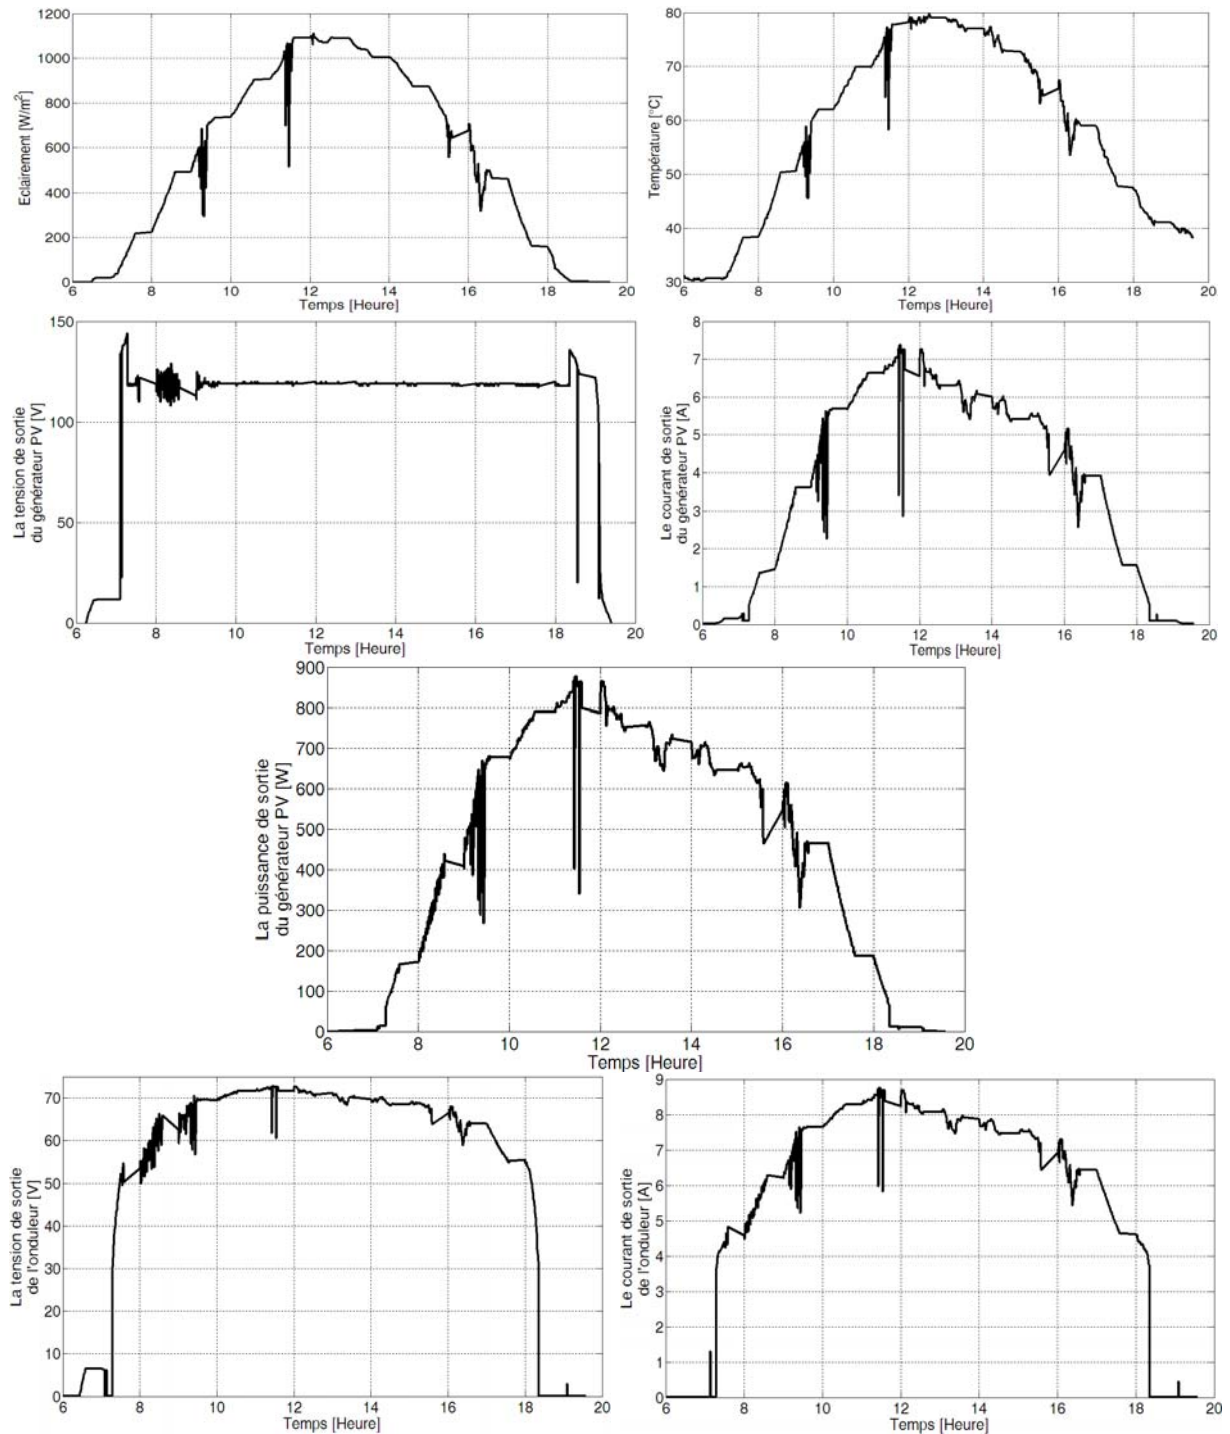 1200
1000
800
600
400
200
0
Eclairement [W/m²]
6 8 10 12 14 16 18 20
Temps [Heure]
80
70
60
50
40
30
Température [°C]
6 8 10 12 14 16 18 20
Temps [Heure]
150
100
50
0
La tension de sortie
du générateur PV [V]
6 8 10 12 14 16 18 20
Temps [Heure]
8
7
6
5
4
3
2
1
0
Le courant de sortie
du générateur PV [A]
6 8 10 12 14 16 18 20
Temps [Heure]
900
800
700
600
500
400
300
200
100
0
La puissance de sortie
du générateur PV [W]
6 8 10 12 14 16 18 20
Temps [Heure]
70
60
50
40
30
20
10
0
La tension de sortie
de l'onduleur [V]
6 8 10 12 14 16 18 20
Temps [Heure]
9
8
7
6
5
4
3
2
1
0
Le courant de sortie
de l'onduleur [A]
6 8 10 12 14 16 18 20
Temps [Heure]